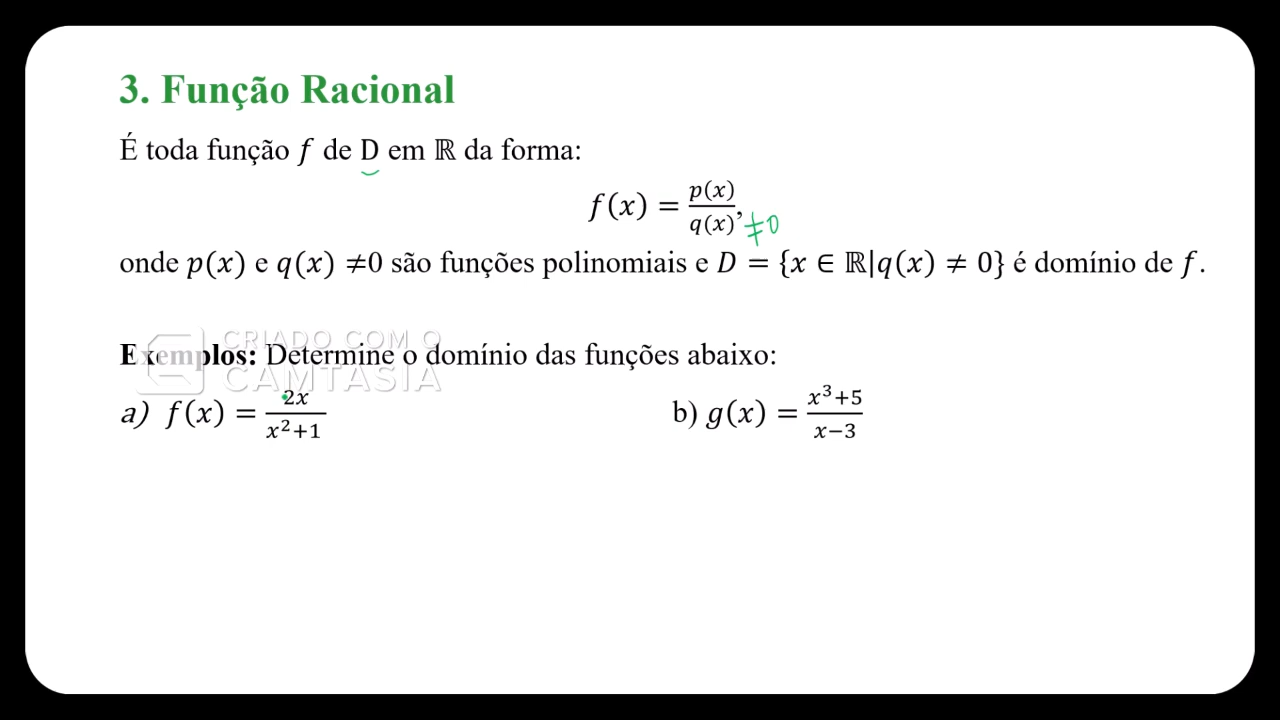 3. Função Racional
É toda função f de D em ℝ da forma:
f(x) = p(x)/q(x), ≠0
onde p(x) e q(x) ≠0 são funções polinomiais e D = {x ∈ ℝ|q(x) ≠ 0} é domínio de f.
CRIADO COM O
CAMTASIA
Exemplos: Determine o domínio das funções abaixo:
a) f(x) = 2x/x²+1 b) g(x) = x³+5/x−3